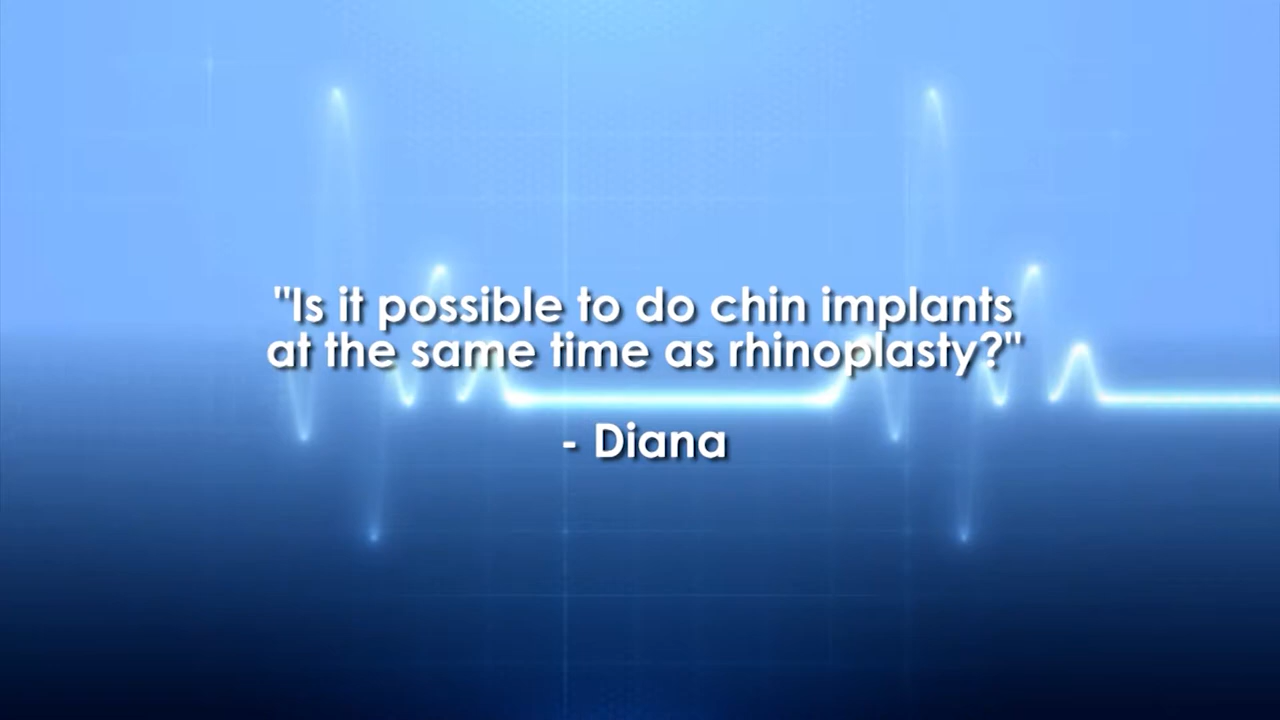 "Is it possible to do chin implants
at the same time as rhinoplasty?"
- Diana